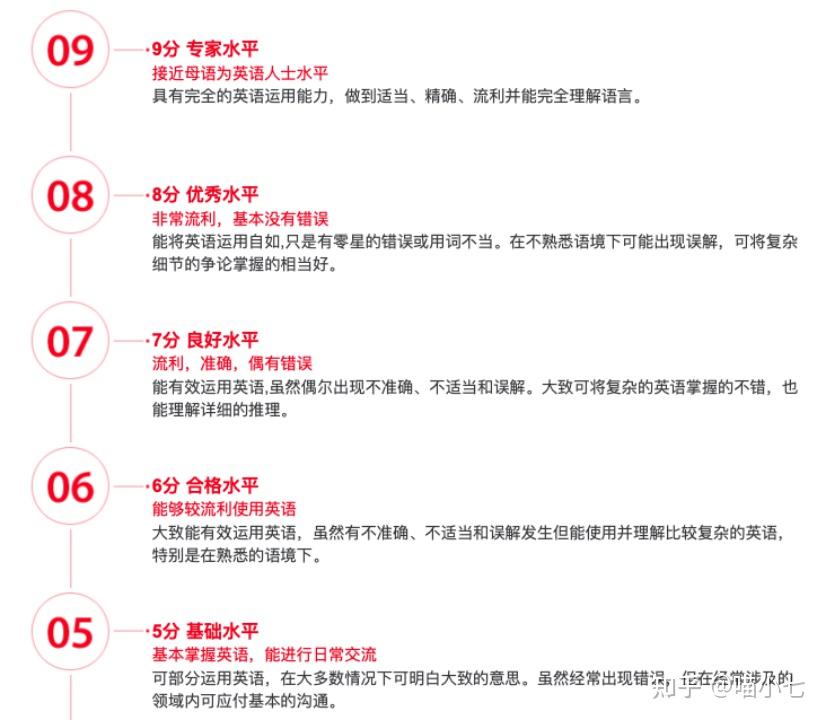 09
9分 专家水平
接近母语为英语人士水平
具有完全的英语运用能力，做到适当、精确、流利并能完全理解语言。
08
8分 优秀水平
非常流利，基本没有错误
能将英语运用自如,只是有零星的错误或用词不当。在不熟悉语境下可能出现误解，可将复杂
细节的争论掌握的相当好。
07
7分 良好水平
流利，准确，偶有错误
能有效运用英语,虽然偶尔出现不准确、不适当和误解。大致可将复杂的英语掌握的不错，也
能理解详细的推理。
06
6分 合格水平
能够较流利使用英语
大致能有效运用英语，虽然有不准确、不适当和误解发生但能使用并理解比较复杂的英语，
特别是在熟悉的语境下。
05
5分 基础水平
基本掌握英语，能进行日常交流
可部分运用英语，在大多数情况下可明白大致的意思。虽然经常出现错误，但在经常涉及的
领域内可应付基本的沟通。
知乎 @喵小七